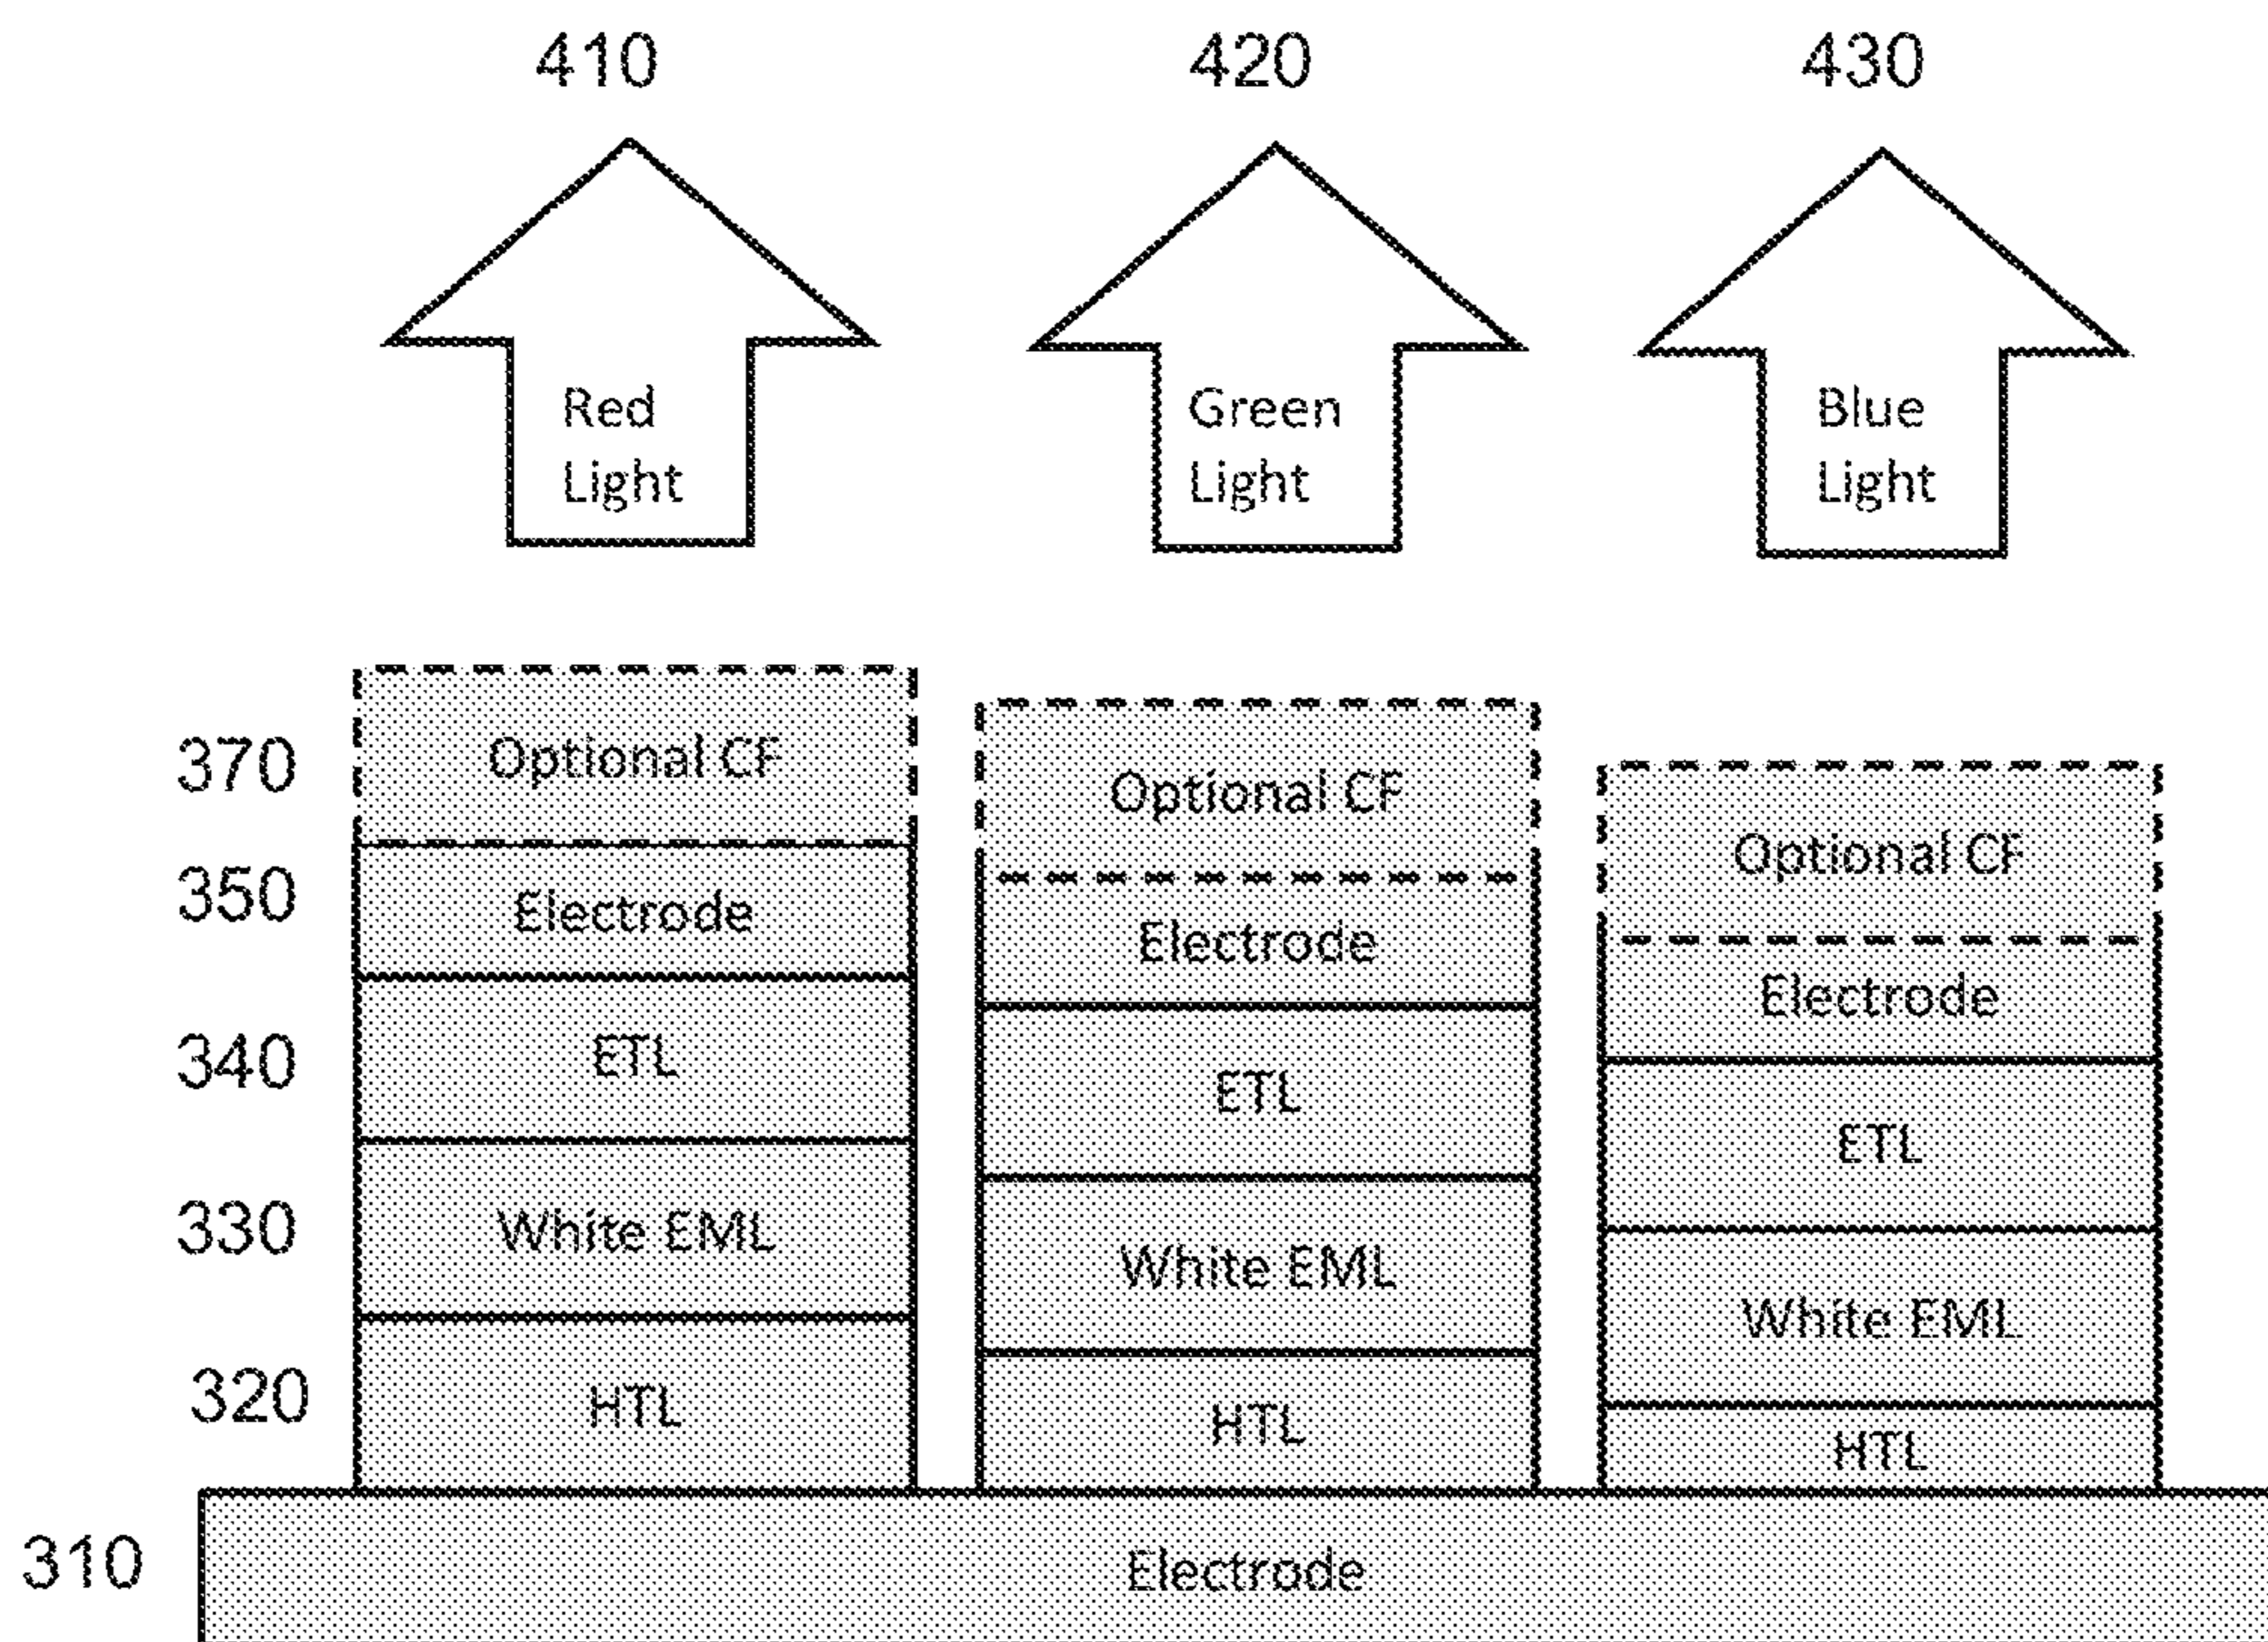 410
420
430
Red
Light
Green
Light
Blue
Light
370
Optional CF
Optional CF
Optional CF
350
Electrode
Electrode
Electrode
340
ETL
ETL
ETL
330
White EML
White EML
White EML
320
HTL
HTL
HTL
310
Electrode